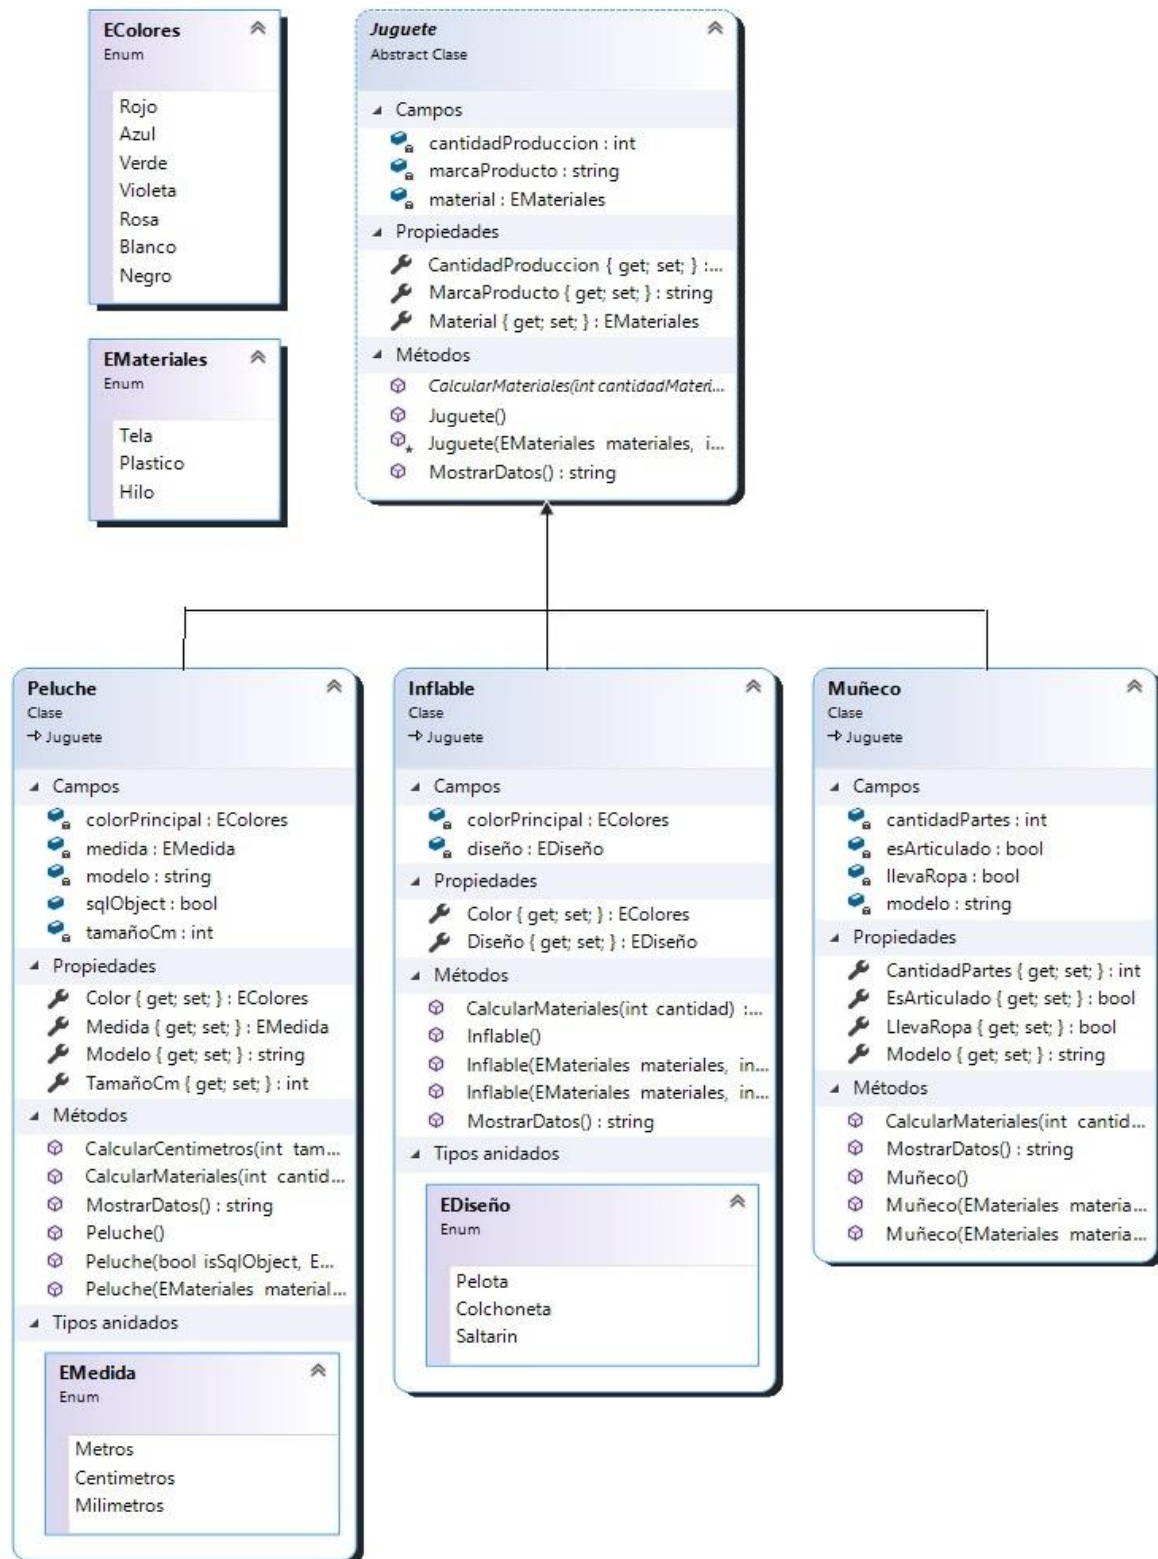 EColores
Enum
Rojo
Azul
Verde
Violeta
Rosa
Blanco
Negro
EMateriales
Enum
Tela
Plastico
Hilo
Juguete
Abstract Clase
Campos
cantidadProduccion : int
marcaProducto : string
material : EMateriales
Propiedades
CantidadProduccion { get; set; } :...
MarcaProducto { get; set; } : string
Material { get; set; } : EMateriales
Métodos
CalcularMateriales(int cantidadMateri...
Juguete()
Juguete(EMateriales materiales, i...
MostrarDatos() : string
Peluche
Clase
Juguete
Campos
colorPrincipal : EColores
medida : EMedida
modelo : string
sqlObject : bool
tamañoCm : int
Propiedades
Color { get; set; } : EColores
Medida { get; set; } : EMedida
Modelo { get; set; } : string
TamañoCm { get; set; } : int
Métodos
CalcularCentimetros(int tam...
CalcularMateriales(int cantid...
MostrarDatos() : string
Peluche()
Peluche(bool isSqlObject, E...
Peluche(EMateriales material...
Tipos anidados
EMedida
Enum
Metros
Centimetros
Milimetros
Inflable
Clase
Juguete
Campos
colorPrincipal : EColores
diseño : EDiseño
Propiedades
Color { get; set; } : EColores
Diseño { get; set; } : EDiseño
Métodos
CalcularMateriales(int cantidad) :...
Inflable()
Inflable(EMateriales materiales, in...
Inflable(EMateriales materiales, in...
MostrarDatos() : string
Tipos anidados
EDiseño
Enum
Pelota
Colchoneta
Saltarin
Muñeco
Clase
Juguete
Campos
cantidadPartes : int
esArticulado : bool
llevaRopa : bool
modelo : string
Propiedades
CantidadPartes { get; set; } : int
EsArticulado { get; set; } : bool
LlevaRopa { get; set; } : bool
Modelo { get; set; } : string
Métodos
CalcularMateriales(int cantid...
MostrarDatos() : string
Muñeco()
Muñeco(EMateriales materia...
Muñeco(EMateriales materia...